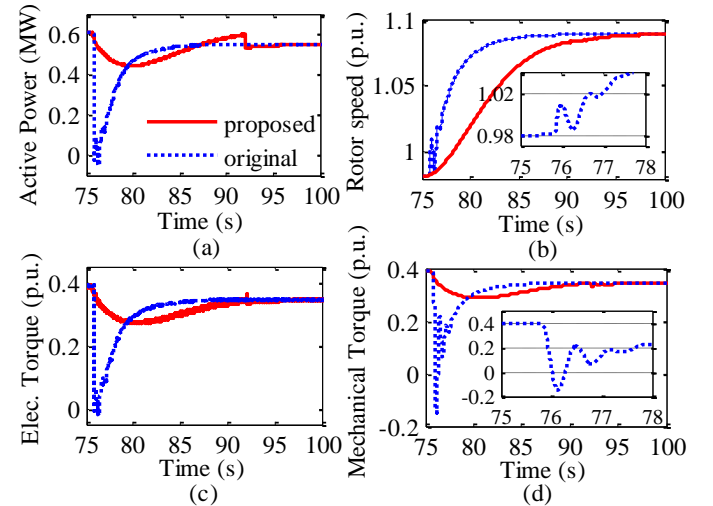 Active Power (MW)
0.6
0.4
0.2
0
proposed
original
75 80 85 90 95 100
Time (s)
(a)
Rotor speed (p.u.)
1.1
1.05
1
1.02
0.98
75 76 77 78
75 80 85 90 95 100
Time (s)
(b)
Elec. Torque (p.u.)
0.4
0.2
0
75 80 85 90 95 100
Time (s)
(c)
Mechanical Torque (p.u.)
0.4
0.2
0
-0.2
0.4
0.2
0
-0.2
75 76 77 78
75 80 85 90 95 100
Time (s)
(d)